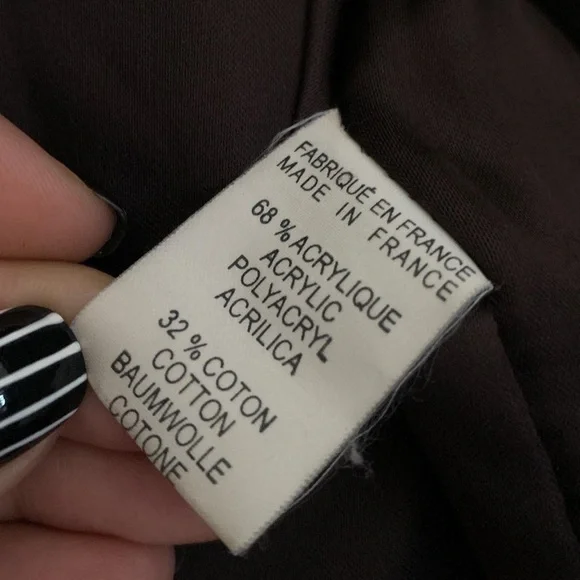 FABRIQUÉ EN FRANCE
MADE IN FRANCE
68 % ACRYLIQUE
ACRYLIC
POLYACRYL
ACRILICA
32 % COTON
COTTON
BAUMWOLLE
COTONE